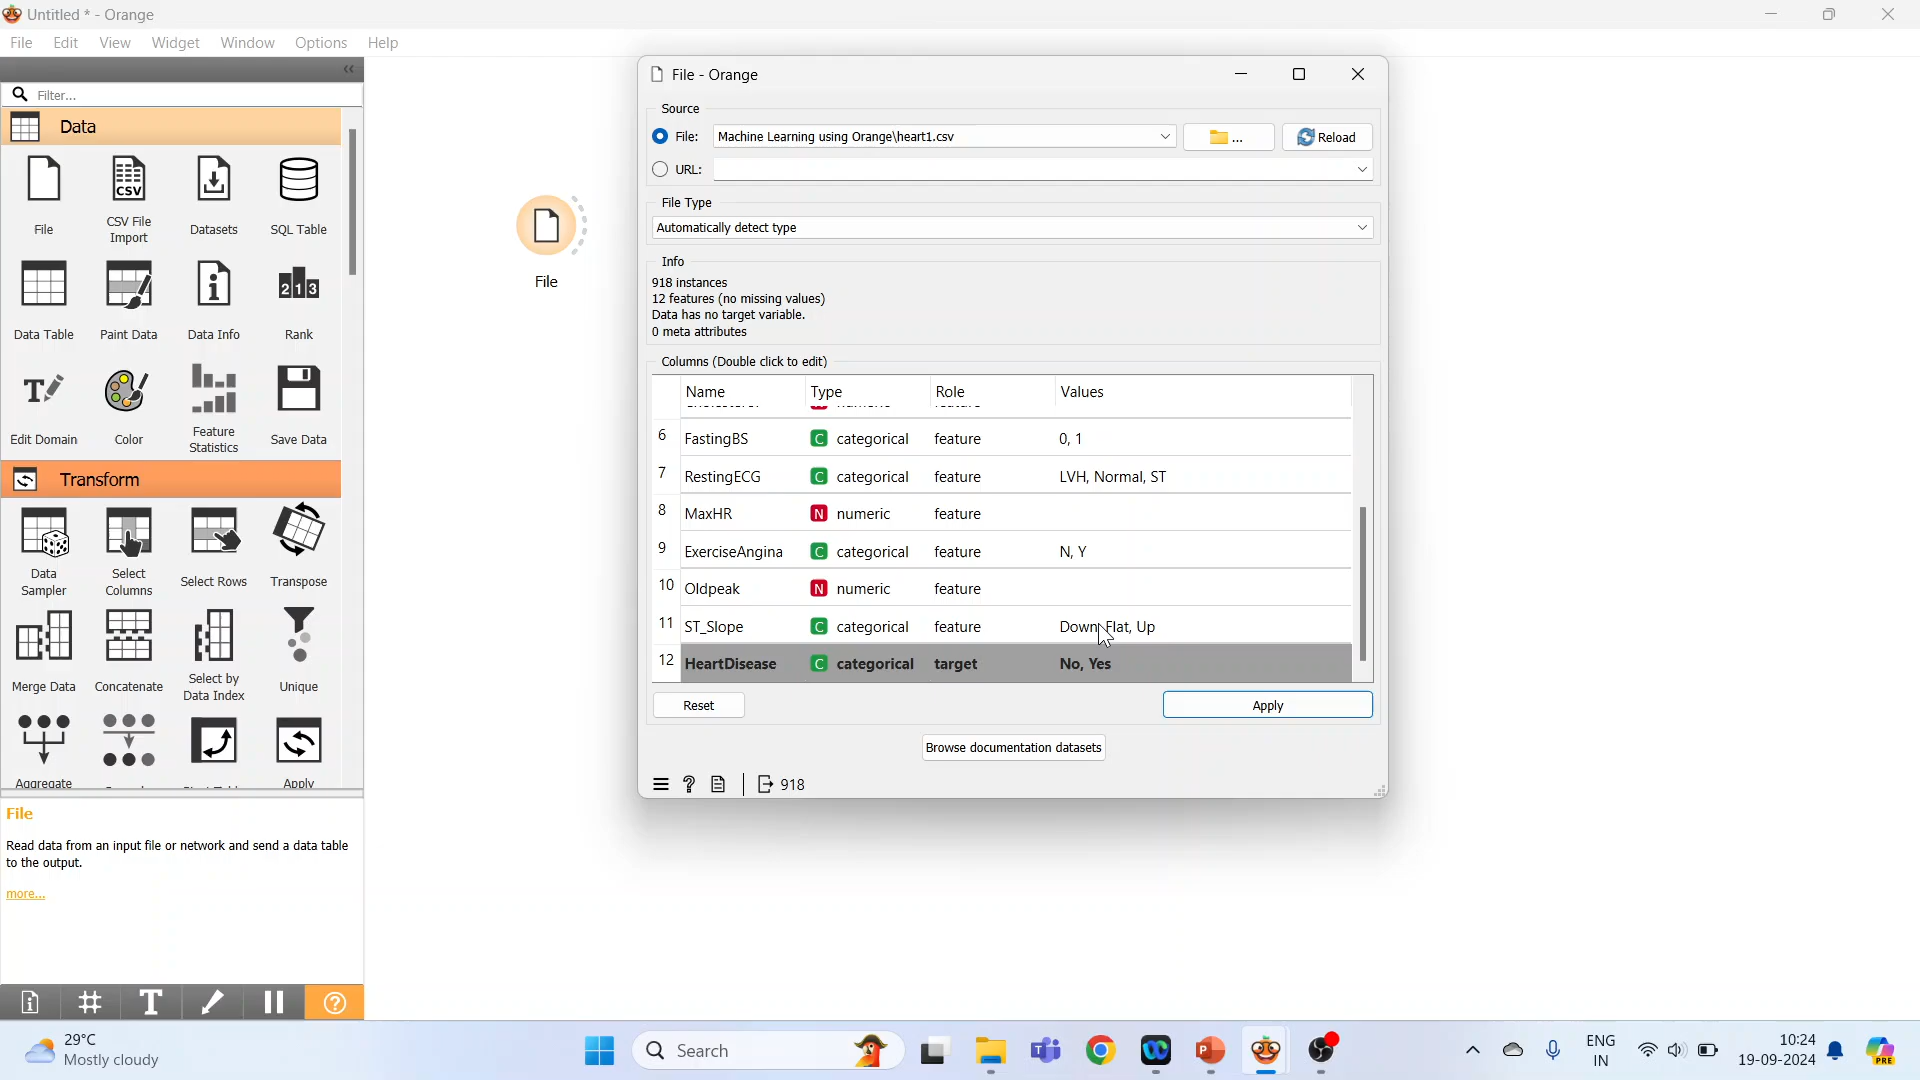 Untitled * - Orange
File Edit View Widget Window Options Help
«
Filter...
Data
File
CSV
CSV File
Import
Datasets
SQL Table
Data Table
Paint Data
Data Info
213
Rank
Edit Domain
Color
Feature
Statistics
Save Data
Transform
Data
Sampler
Select
Columns
Select Rows
Transpose
Merge Data
Concatenate
Select by
Data Index
Unique
Aggregate
Apply
File
Read data from an input file or network and send a data table
to the output.
more...
File
File - Orange
Source
File: Machine Learning using Orange\heart1.csv ... Reload
URL:
File Type
Automatically detect type
Info
918 instances
12 features (no missing values)
Data has no target variable.
0 meta attributes
Columns (Double click to edit)
Name Type Role Values
6 FastingBS C categorical feature 0, 1
7 RestingECG C categorical feature LVH, Normal, ST
8 MaxHR N numeric feature
9 ExerciseAngina C categorical feature N, Y
10 Oldpeak N numeric feature
11 ST_Slope C categorical feature Down, Flat, Up
12 HeartDisease C categorical target No, Yes
Reset Apply
Browse documentation datasets
918
29°C
Mostly cloudy
Search
ENG
IN
10:24
19-09-2024
PRE